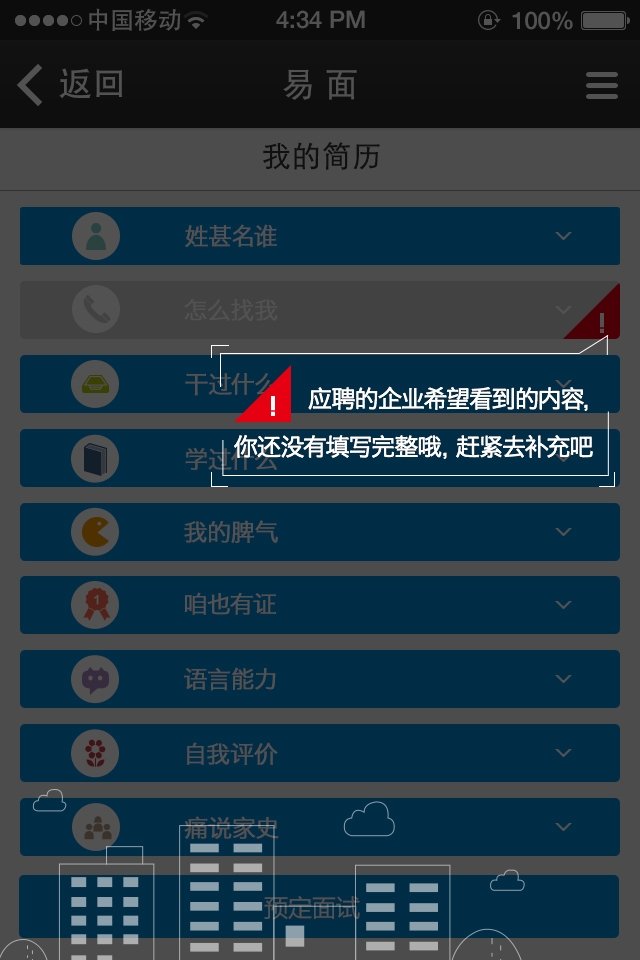 中国移动 4:34 PM 100%
返回 易 面
我的简历
姓甚名谁
怎么找我
!
干过什么
! 应聘的企业希望看到的内容,
学过什么
你还没有填写完整哦, 赶紧去补充吧
我的脾气
1 咱也有证
语言能力
自我评价
痛说家史
预定面试